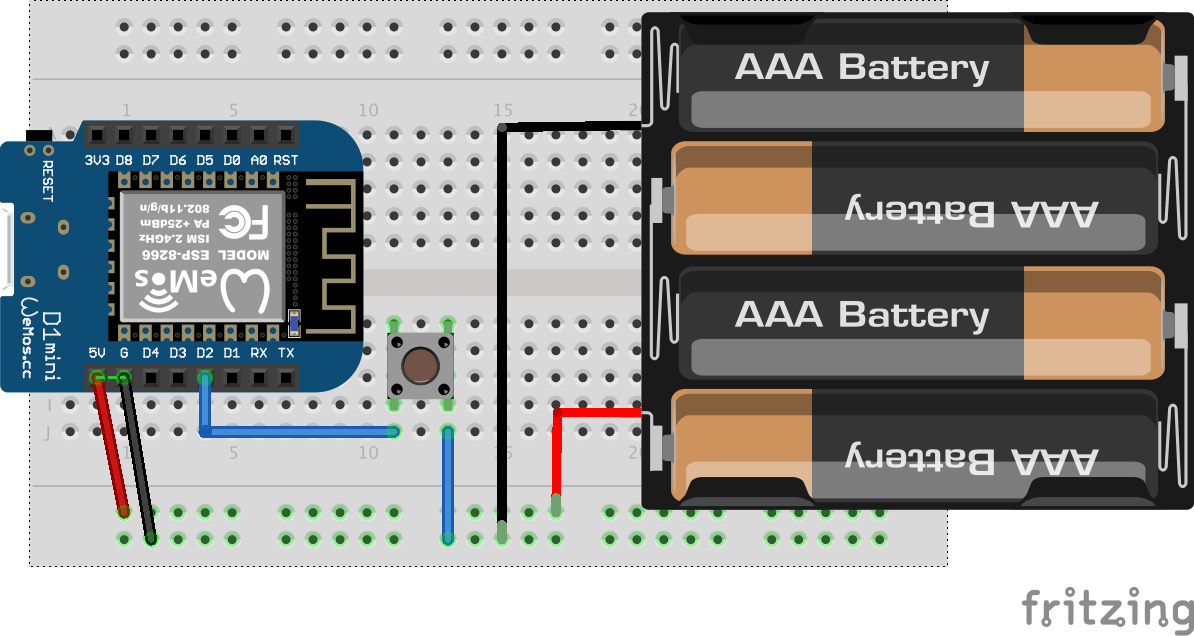 AAA Battery
1 5 10 15 20
3V3 D8 D7 D6 D5 D0 A0 RST
RESET
802.11b/g/n
PA +25dBm
ISM 2.4GHz
MODEL ESP-8266
FC
WeMos
AAA Battery
AAA Battery
D1mini
WeMos.cc
5V G D4 D3 D2 D1 RX TX
I
J
1 5 10 15 20
AAA Battery
fritzing